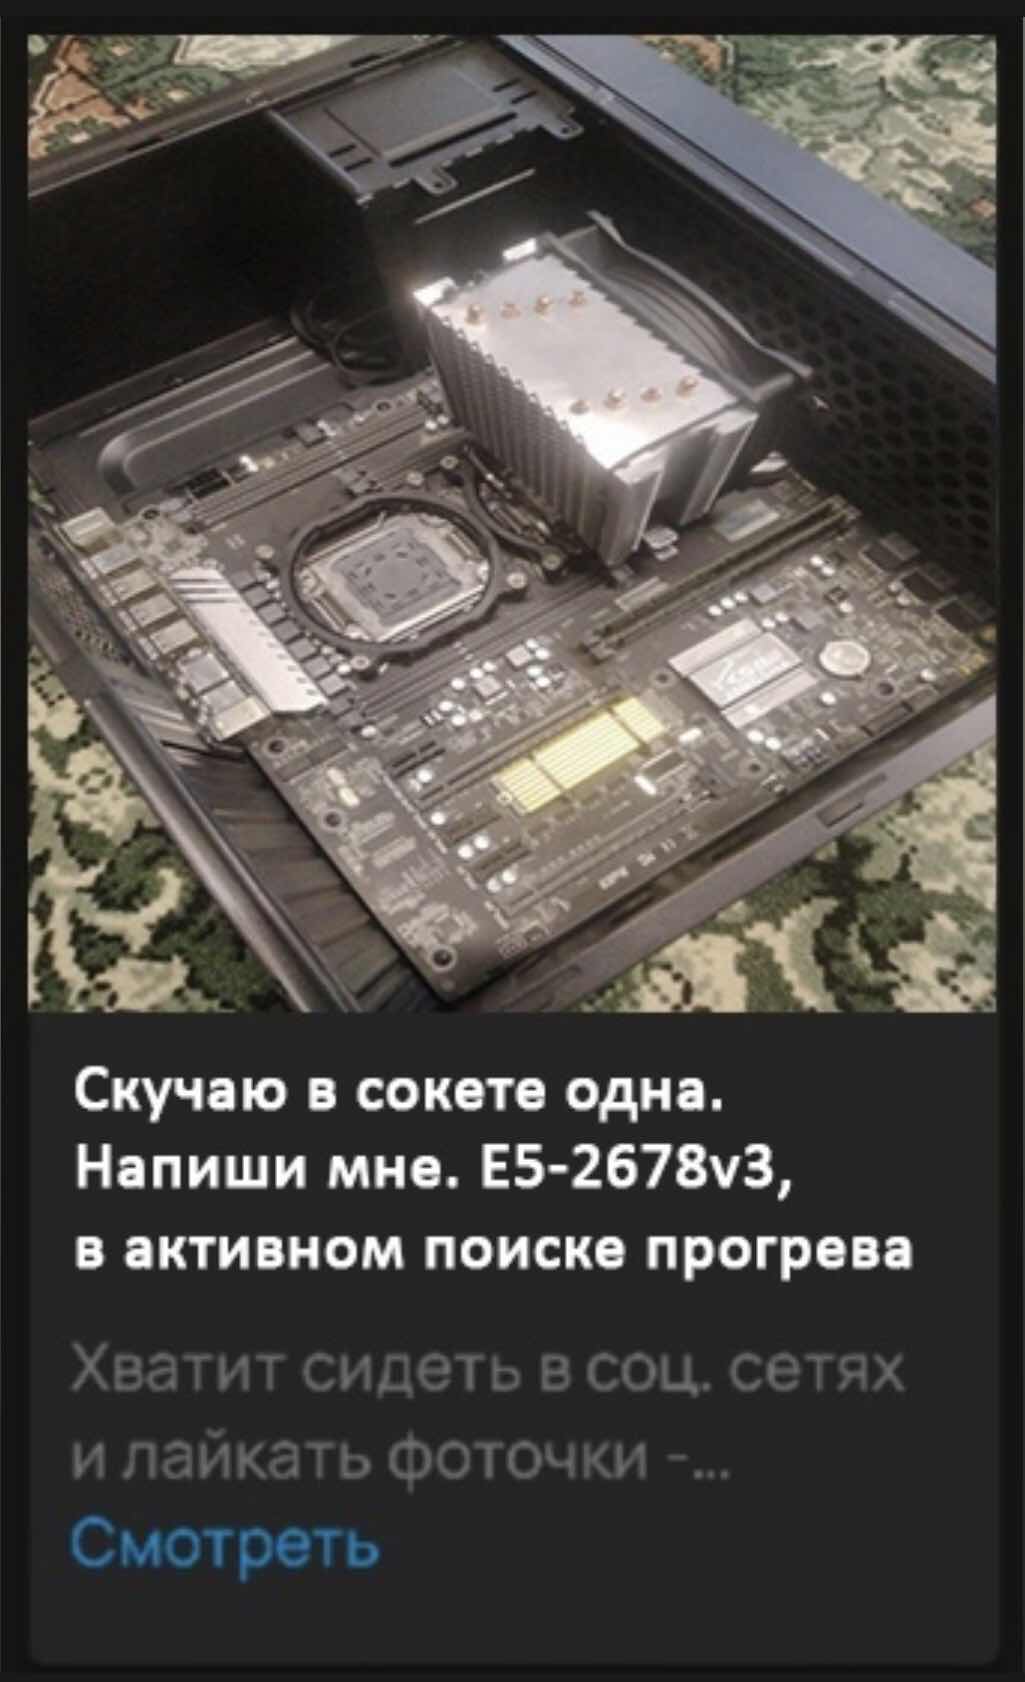 Скучаю в сокете одна.
Напиши мне. E5-2678v3,
в активном поиске прогрева
Хватит сидеть в соц. сетях
и лайкать фоточки -...
Смотреть